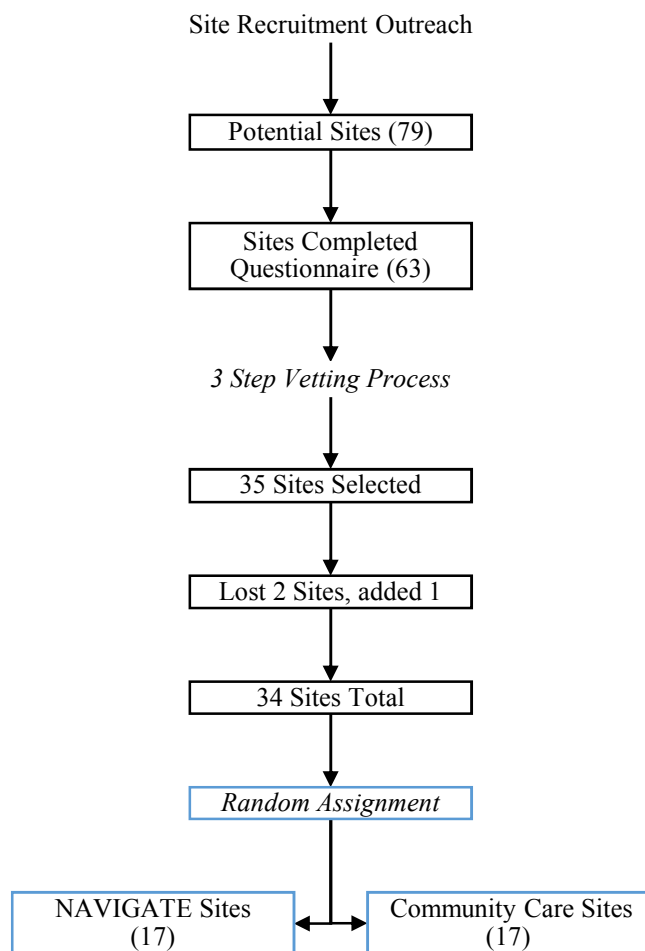 Site Recruitment Outreach
Potential Sites (79)
Sites Completed
Questionnaire (63)
3 Step Vetting Process
35 Sites Selected
Lost 2 Sites, added 1
34 Sites Total
Random Assignment
NAVIGATE Sites
(17)
Community Care Sites
(17)